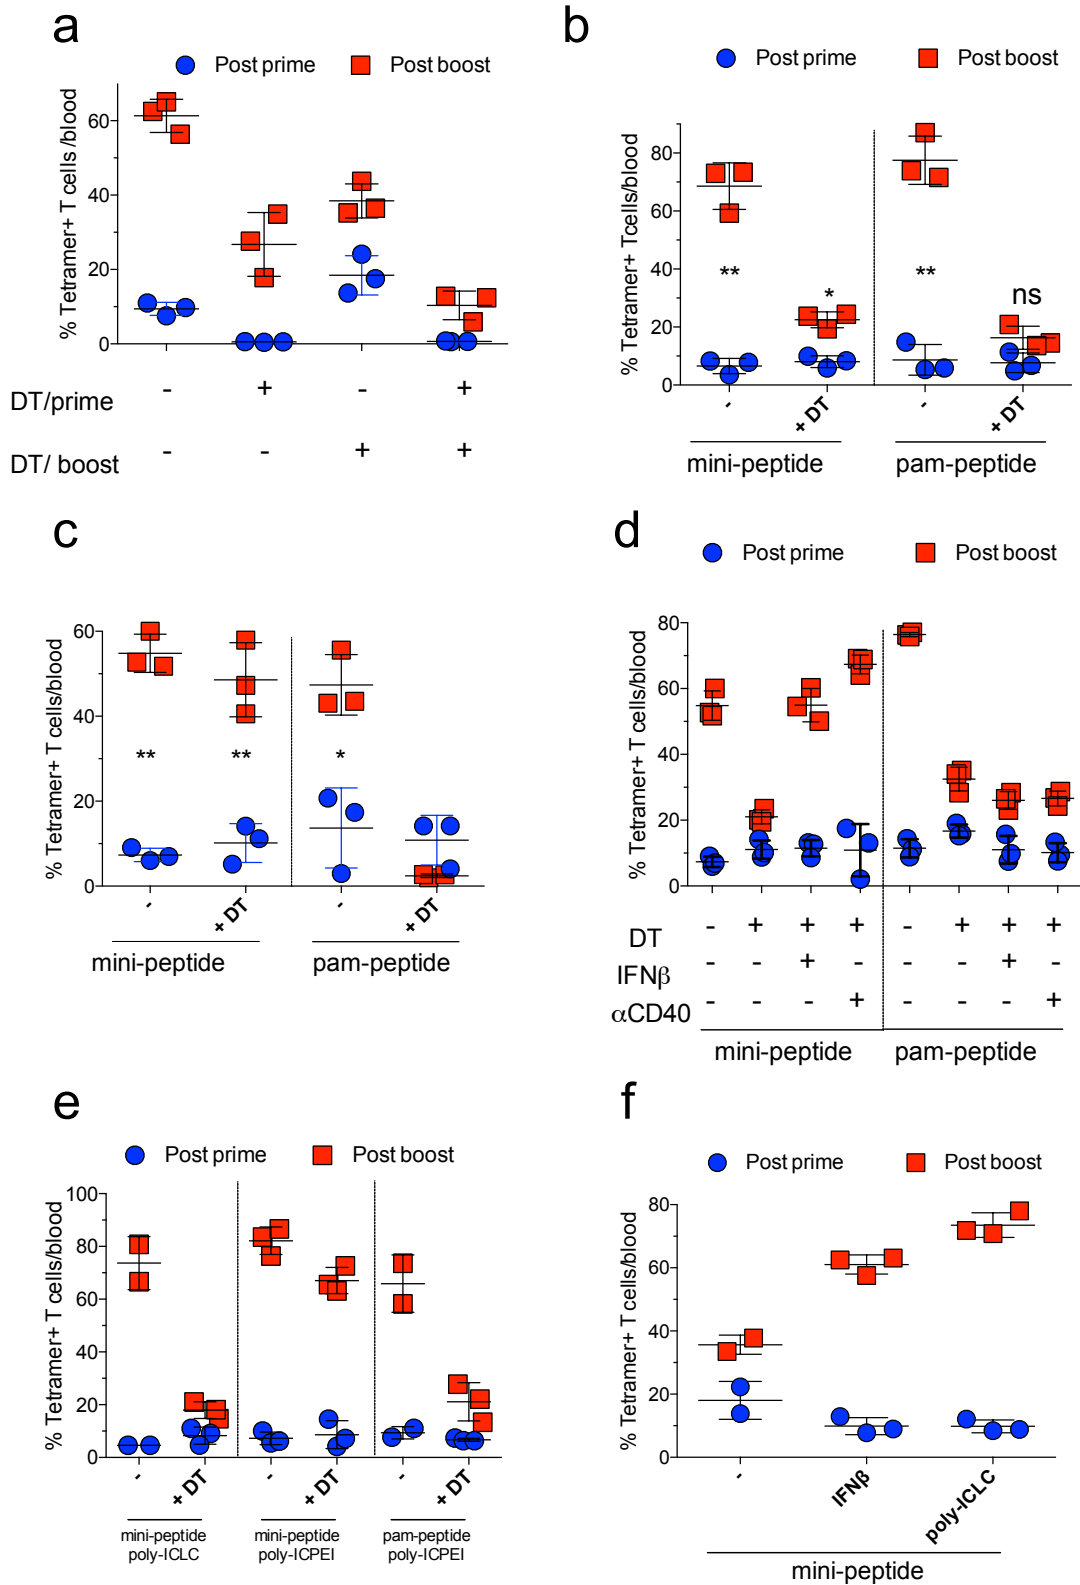 a
Post prime
Post boost
% Tetramer+ T cells/blood
60
40
20
0
DT/prime - + - +
DT/ boost - - + +
b
Post prime
Post boost
% Tetramer+ Tcells/blood
80
60
40
20
0
** * ** ns
- + DT - + DT
mini-peptide pam-peptide
c
% Tetramer+ T cells/blood
60
40
20
0
** ** *
- + DT - + DT
mini-peptide pam-peptide
d
Post prime
Post boost
% Tetramer+ T cells/blood
80
60
40
20
0
DT - + + + - + + +
IFNβ - - + - - - + -
αCD40 - - - + - - - +
mini-peptide pam-peptide
e
Post prime
Post boost
% Tetramer+ T cells/blood
100
80
60
40
20
0
- + DT - + DT - + DT
mini-peptide mini-peptide pam-peptide
poly-ICLC poly-ICPEI poly-ICPEI
f
Post prime
Post boost
% Tetramer+ T cells/blood
80
60
40
20
0
- IFNβ poly-ICLC
mini-peptide